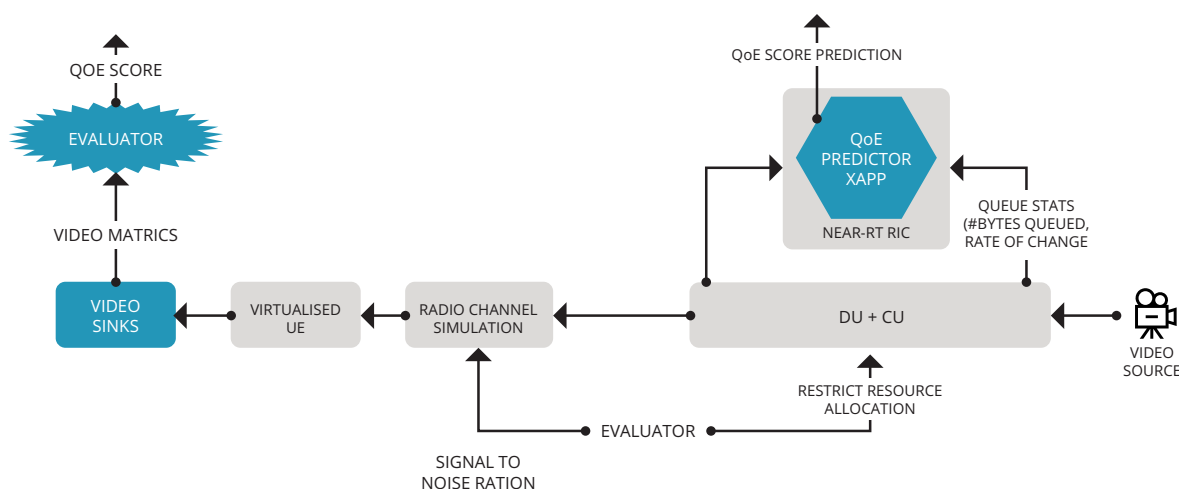 QoE SCORE PREDICTION
QOE SCORE
EVALUATOR
QoE
PREDICTOR
XAPP
NEAR-RT RIC
QUEUE STATS
(#BYTES QUEUED,
RATE OF CHANGE
VIDEO MATRICS
VIDEO
SINKS
VIRTUALISED
UE
RADIO CHANNEL
SIMULATION
DU + CU
VIDEO
SOURCE
RESTRICT RESOURCE
ALLOCATION
EVALUATOR
SIGNAL TO
NOISE RATION